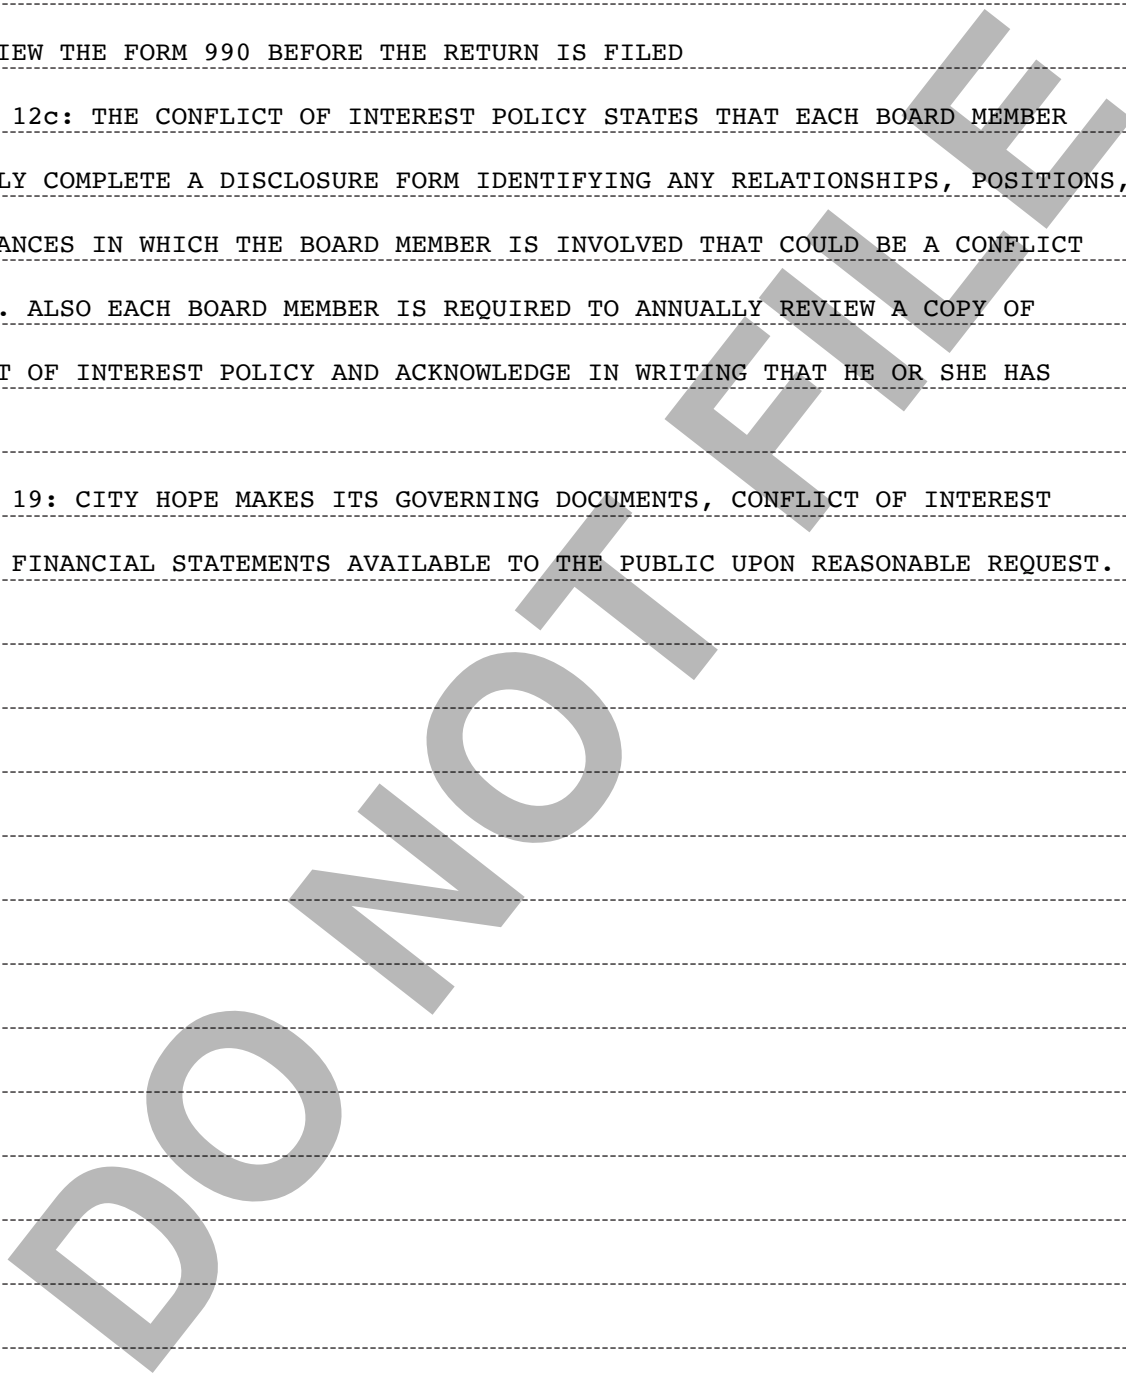 IEW THE FORM 990 BEFORE THE RETURN IS FILED
12c: THE CONFLICT OF INTEREST POLICY STATES THAT EACH BOARD MEMBER
LY COMPLETE A DISCLOSURE FORM IDENTIFYING ANY RELATIONSHIPS, POSITIONS,
ANCES IN WHICH THE BOARD MEMBER IS INVOLVED THAT COULD BE A CONFLICT
. ALSO EACH BOARD MEMBER IS REQUIRED TO ANNUALLY REVIEW A COPY OF
T OF INTEREST POLICY AND ACKNOWLEDGE IN WRITING THAT HE OR SHE HAS
19: CITY HOPE MAKES ITS GOVERNING DOCUMENTS, CONFLICT OF INTEREST
FINANCIAL STATEMENTS AVAILABLE TO THE PUBLIC UPON REASONABLE REQUEST.
DO NOT FILE